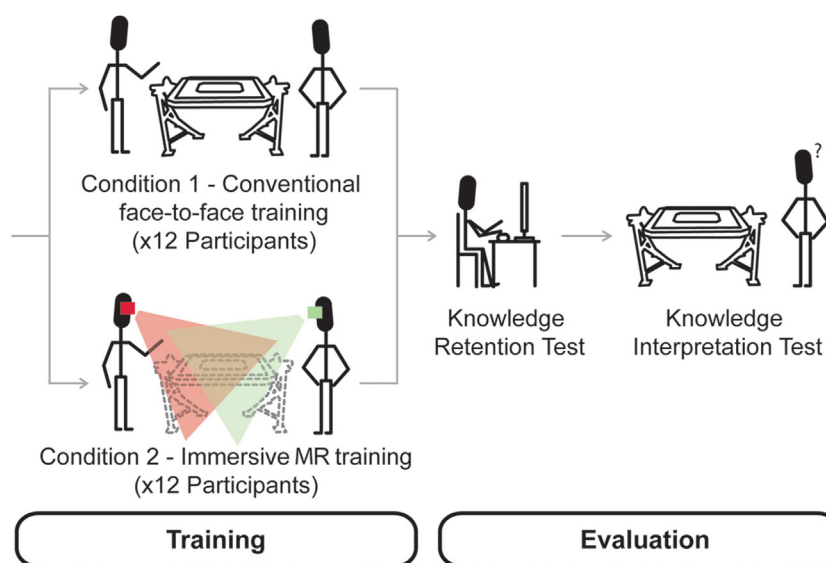 Condition 1 - Conventional
face-to-face training
(x12 Participants)
?
Knowledge
Retention Test
Knowledge
Interpretation Test
Condition 2 - Immersive MR training
(x12 Participants)
Training
Evaluation